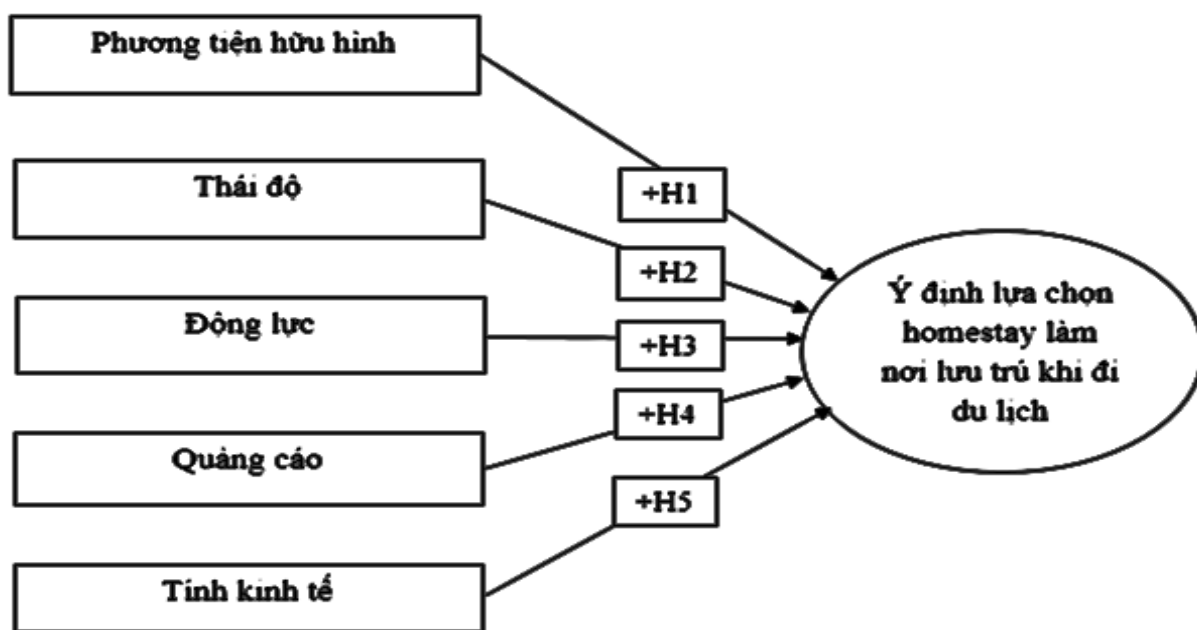 Phương tiện hữu hình
+H1
Thái độ
+H2
Động lực
+H3
Quảng cáo
+H4
Tính kinh tế
+H5
Ý định lựa chọn
homestay làm
nơi lưu trú khi đi
du lịch